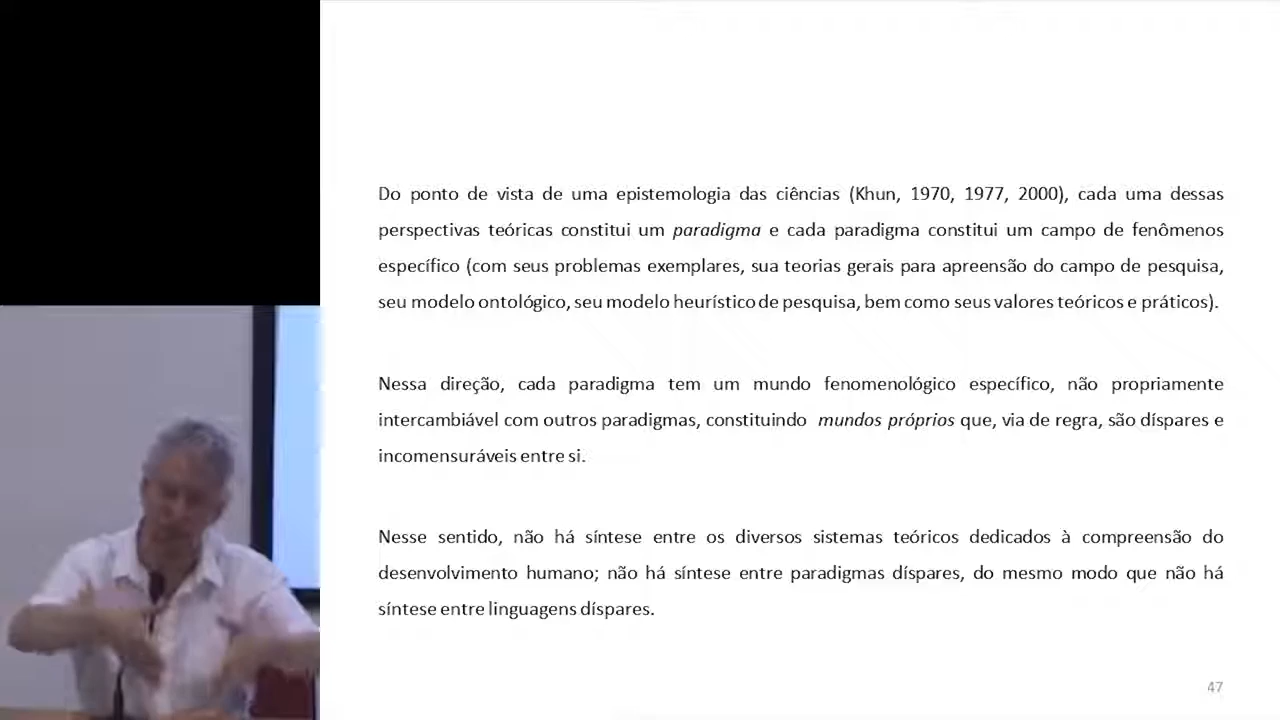 Do ponto de vista de uma epistemologia das ciências (Khun, 1970, 1977, 2000), cada uma dessas
perspectivas teóricas constitui um paradigma e cada paradigma constitui um campo de fenômenos
específico (com seus problemas exemplares, sua teorias gerais para apreensão do campo de pesquisa,
seu modelo ontológico, seu modelo heurístico de pesquisa, bem como seus valores teóricos e práticos).
Nessa direção, cada paradigma tem um mundo fenomenológico específico, não propriamente
intercambiável com outros paradigmas, constituindo mundos próprios que, via de regra, são díspares e
incomensuráveis entre si.
Nesse sentido, não há síntese entre os diversos sistemas teóricos dedicados à compreensão do
desenvolvimento humano; não há síntese entre paradigmas díspares, do mesmo modo que não há
síntese entre linguagens díspares.
47